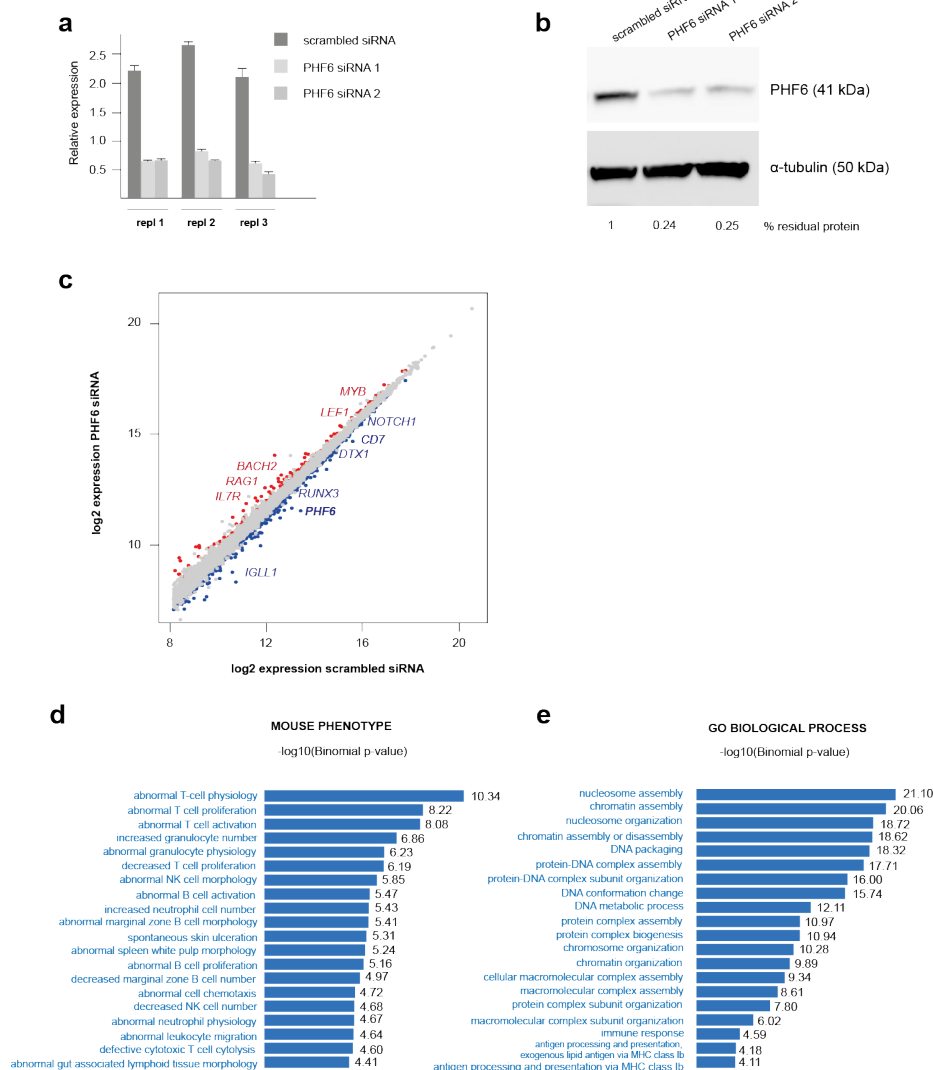 a
Relative expression
2.5
2.0
1.5
1.0
0.5
repl 1
repl 2
repl 3
scrambled siRNA
PHF6 siRNA 1
PHF6 siRNA 2
b
scrambled
PHF6 siRNA 1
PHF6 siRNA 2
PHF6 (41 kDa)
α-tubulin (50 kDa)
1 0.24 0.25 % residual protein
c
log2 expression PHF6 siRNA
20
15
10
MYB
LEF1
NOTCH1
CD7
DTX1
BACH2
RAG1
IL7R
RUNX3
PHF6
IGLL1
8 12 16 20
log2 expression scrambled siRNA
d
MOUSE PHENOTYPE
-log10(Binomial p-value)
abnormal T-cell physiology 10.34
abnormal T cell proliferation 8.22
abnormal T cell activation 8.08
increased granulocyte number 6.86
abnormal granulocyte physiology 6.23
decreased T cell proliferation 6.19
abnormal NK cell morphology 5.85
abnormal B cell activation 5.47
increased neutrophil cell number 5.43
abnormal marginal zone B cell morphology 5.41
spontaneous skin ulceration 5.31
abnormal spleen white pulp morphology 5.24
abnormal B cell proliferation 5.16
decreased marginal zone B cell number 4.97
abnormal cell chemotaxis 4.72
decreased NK cell number 4.68
abnormal neutrophil physiology 4.67
abnormal leukocyte migration 4.64
defective cytotoxic T cell cytolysis 4.60
abnormal gut associated lymphoid tissue morphology 4.41
e
GO BIOLOGICAL PROCESS
-log10(Binomial p-value)
nucleosome assembly 21.10
chromatin assembly 20.06
nucleosome organization 18.72
chromatin assembly or disassembly 18.62
DNA packaging 18.32
protein-DNA complex assembly 17.71
protein-DNA complex subunit organization 16.00
DNA conformation change 15.74
DNA metabolic process 12.11
protein complex assembly 10.97
protein complex biogenesis 10.94
chromosome organization 10.28
chromatin organization 9.89
cellular macromolecular complex assembly 9.34
macromolecular complex assembly 8.61
protein complex subunit organization 7.80
macromolecular complex subunit organization 6.02
immune response 4.59
antigen processing and presentation,
exogenous lipid antigen via MHC class Ib 4.18
antigen processing and presentation via MHC class Ib 4.11